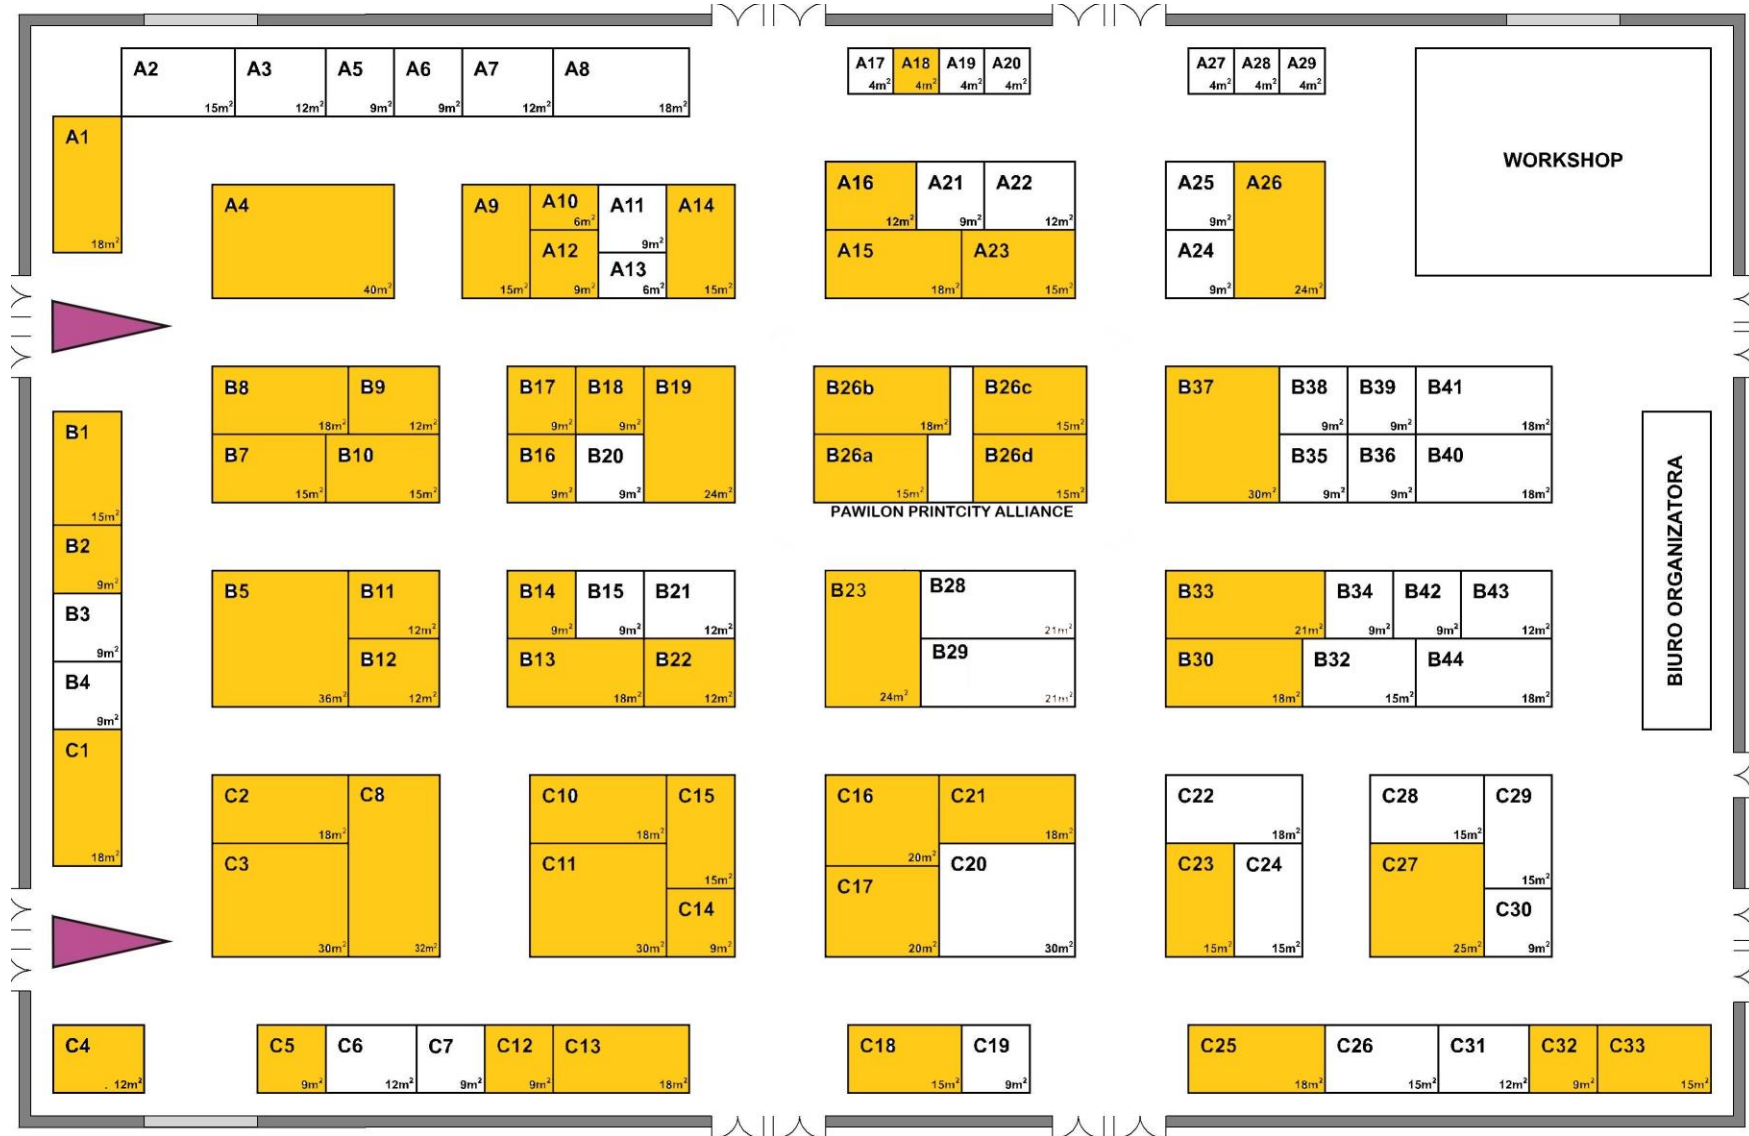 A2 A3 A5 A6 A7 A8
15m² 12m² 9m² 9m² 12m² 18m²
A17 A18 A19 A20
4m² 4m² 4m² 4m²
A27 A28 A29
4m² 4m² 4m²
WORKSHOP
A1
18m²
A4
40m²
A9 A10 A11 A14
6m²
9m²
A12 A13
15m² 9m² 6m² 15m²
A16 A21 A22
12m² 9m² 12m²
A15 A23
18m² 15m²
A25 A26
9m²
A24
9m² 24m²
B8 B9
18m² 12m²
B7 B10
15m² 15m²
B17 B18 B19
9m² 9m²
B16 B20
9m² 9m² 24m²
B26b B26c
18m² 15m²
B26a B26d
15m² 15m²
PAWILON PRINTCITY ALLIANCE
B37 B38 B39 B41
9m² 9m² 18m²
B35 B36 B40
30m² 9m² 9m² 18m²
BIURO ORGANIZATORA
B1
15m²
B2
9m²
B3
9m²
B4
9m²
C1
18m²
B5 B11
12m²
B12
36m² 12m²
B14 B15 B21
9m² 9m² 12m²
B13 B22
18m² 12m²
B23 B28
21m²
B29
24m² 21m²
B33 B34 B42 B43
21m² 9m² 9m² 12m²
B30 B32 B44
18m² 15m² 18m²
C2 C8
18m²
C3
30m² 32m²
C10 C15
18m²
C11
15m²
C14
30m² 9m²
C16 C21
18m²
20m²
C20
C17
20m² 30m²
C22
18m²
C23 C24
15m² 15m²
C28 C29
15m²
C27
15m²
C30
25m² 9m²
C4
. 12m²
C5 C6 C7 C12 C13
9m² 12m² 9m² 9m² 18m²
C18 C19
15m² 9m²
C25 C26 C31 C32 C33
18m² 15m² 12m² 9m² 15m²